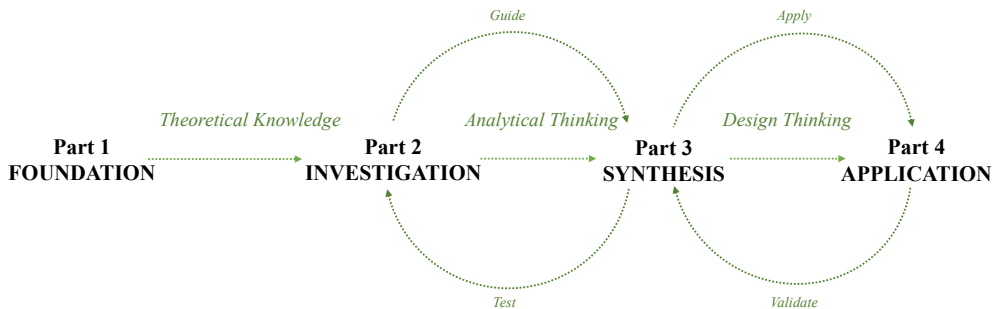 Guide
Apply
Theoretical Knowledge
Analytical Thinking
Design Thinking
Part 1
FOUNDATION
Part 2
INVESTIGATION
Part 3
SYNTHESIS
Part 4
APPLICATION
Test
Validate